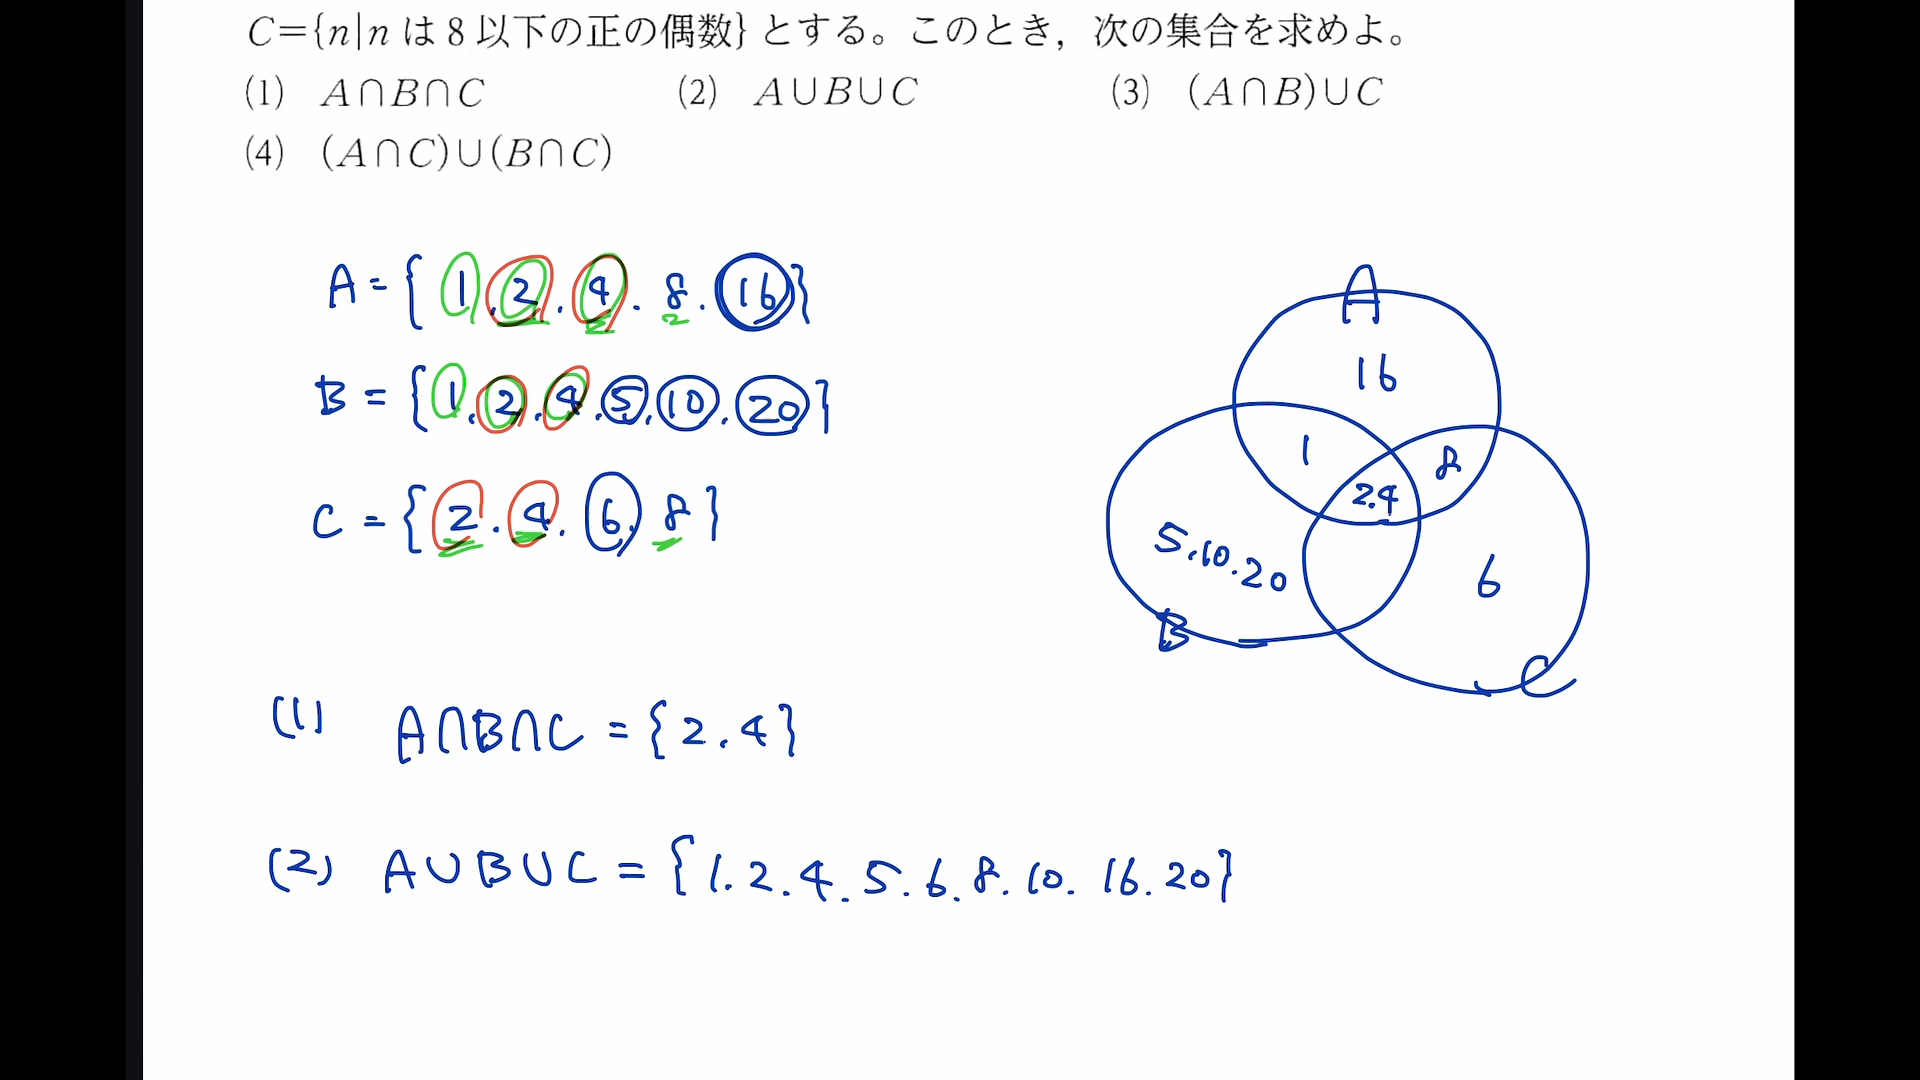 C={n|n は 8 以下の正の偶数} とする。このとき，次の集合を求めよ。
(1) A∩B∩C (2) A∪B∪C (3) (A∩B)∪C
(4) (A∩C)∪(B∩C)
A={1.2.4.8.16}
B={1.2.4.5.10.20}
C={2.4.6.8}
A
16
1
8
2.4
5.10.20
6
B
C
(1) A∩B∩C={2.4}
(2) A∪B∪C={1.2.4.5.6.8.10.16.20}